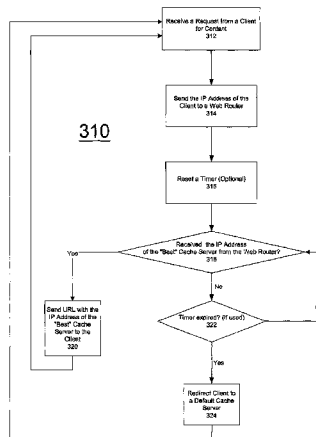 Receive a Request from a Client
for Content
312
Send the IP Address of the
Client to a Web Router
314
310
Reset a Timer (Optional)
316
Received the IP Address
of the "Best" Cache Server from the Web Router?
318
Yes
No
Send URL with the
IP Address of the
"Best" Cache
Server to the
Client
320
Timer expired? (if used)
322
Yes
Redirect Client to
a Default Cache
Server
324